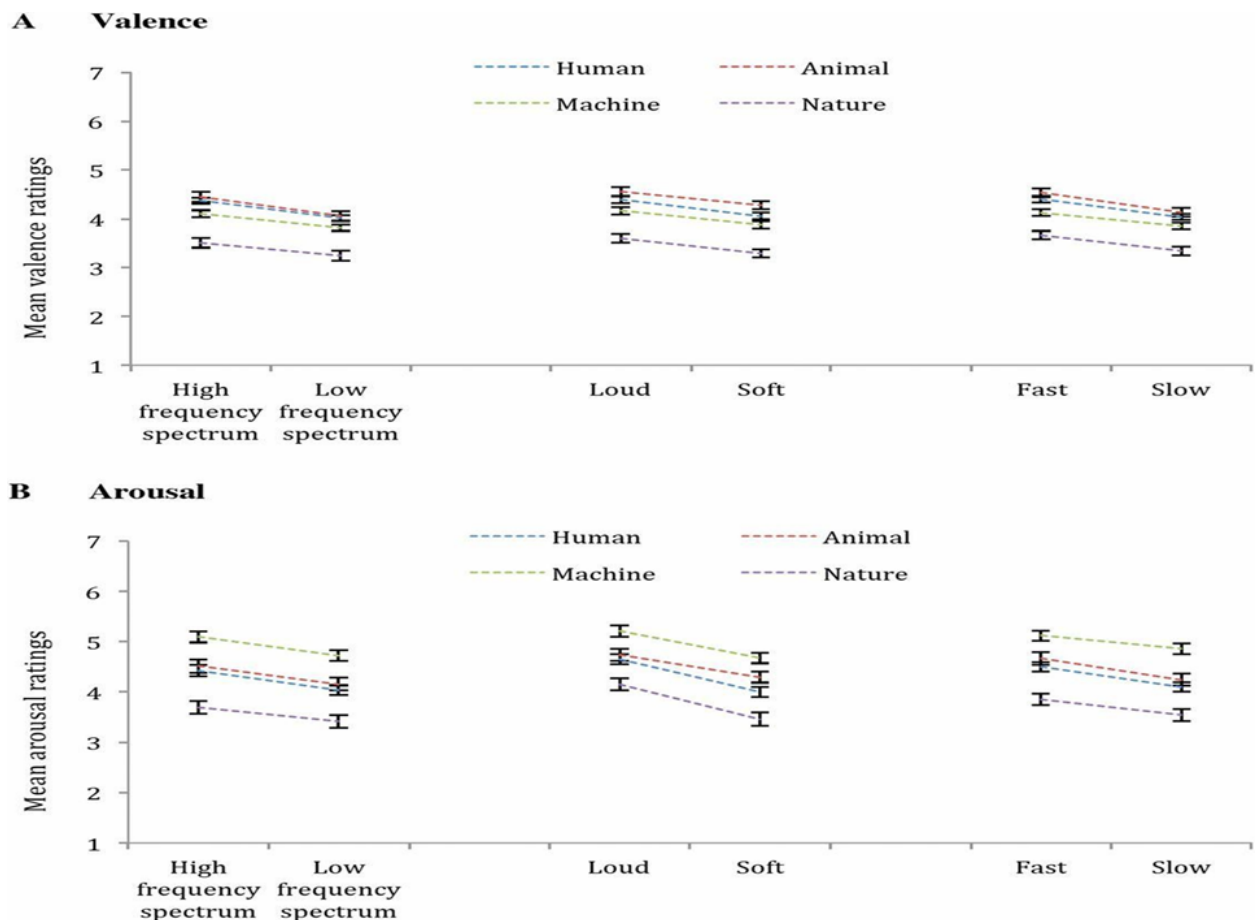 A Valence
Human Animal
Machine Nature
7
6
5
4
3
2
1
Mean valence ratings
High frequency spectrum
Low frequency spectrum
Loud
Soft
Fast
Slow
B Arousal
Human Animal
Machine Nature
7
6
5
4
3
2
1
Mean arousal ratings
High frequency spectrum
Low frequency spectrum
Loud
Soft
Fast
Slow